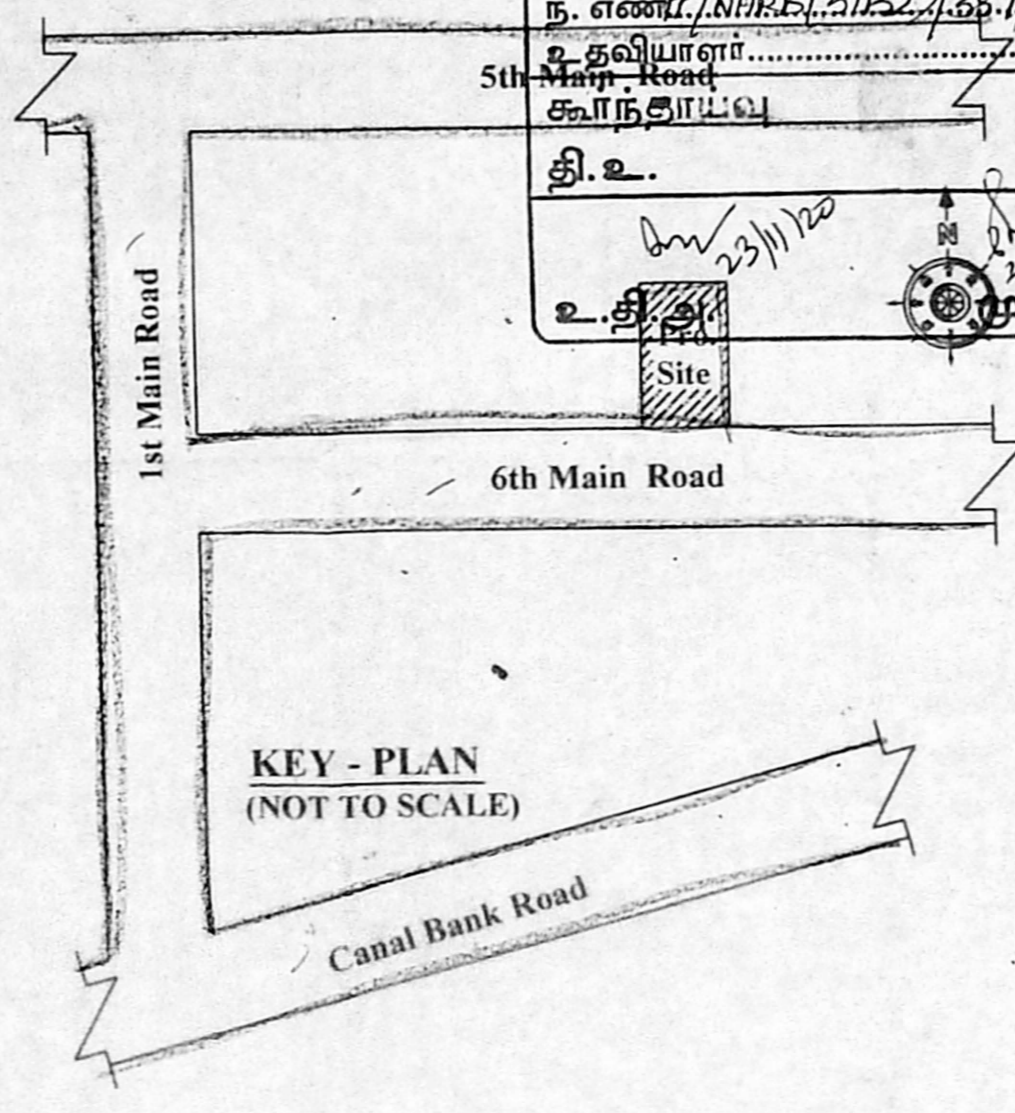 ந. எண்
உதவியாளர்....................
5th Main Road
கூர்ந்தாய்வு
தி.உ.
23/11/20
N
உ.தி.அ.
Pro.
Site
1st Main Road
6th Main Road
KEY - PLAN
(NOT TO SCALE)
Canal Bank Road